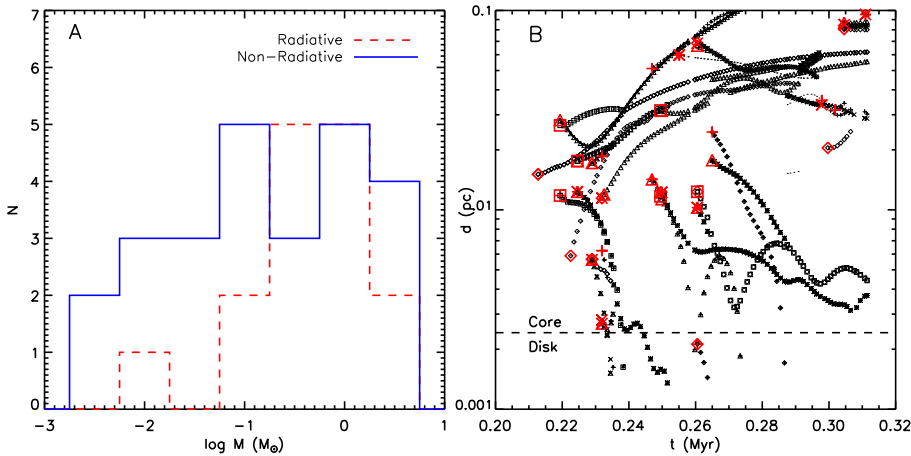 A
Radiative
Non-Radiative
7
6
5
4
3
2
1
0
N
-3
-2
-1
0
1
log M (M⊙)
B
0.1
0.01
0.001
d (pc)
Core
Disk
0.20
0.22
0.24
0.26
0.28
0.30
0.32
t (Myr)